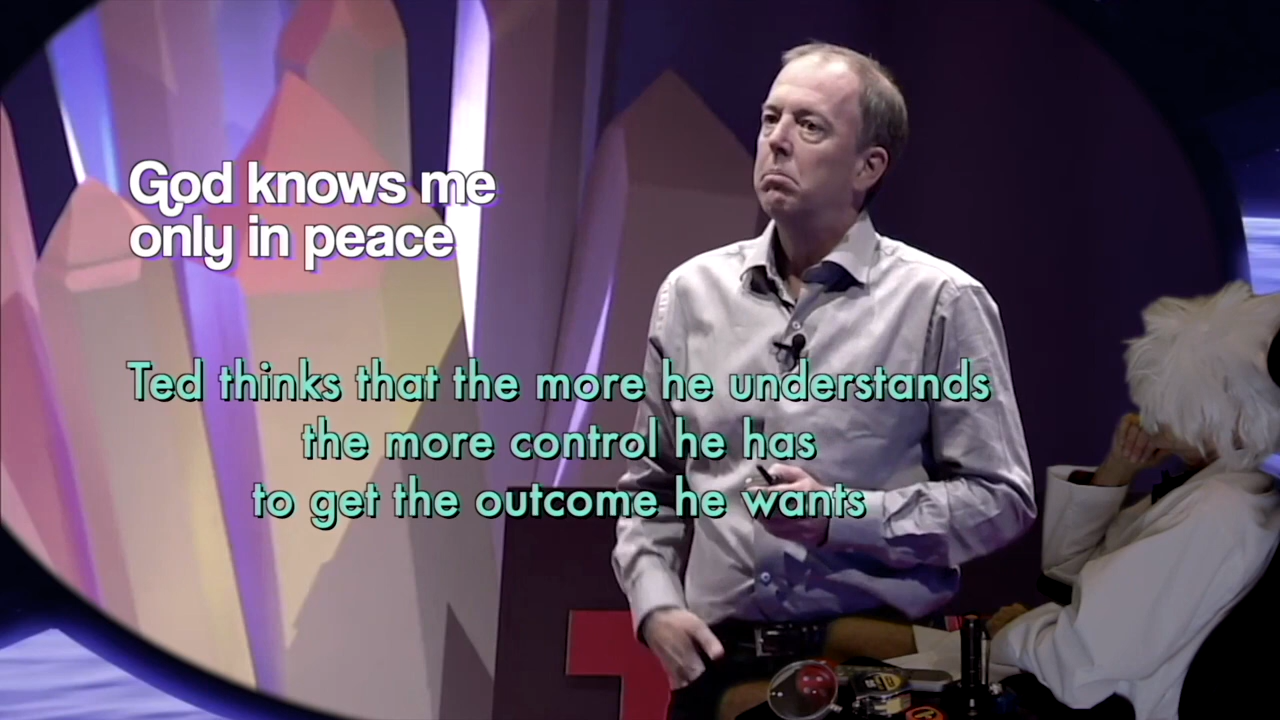 God knows me
only in peace
Ted thinks that the more he understands
the more control he has
to get the outcome he wants